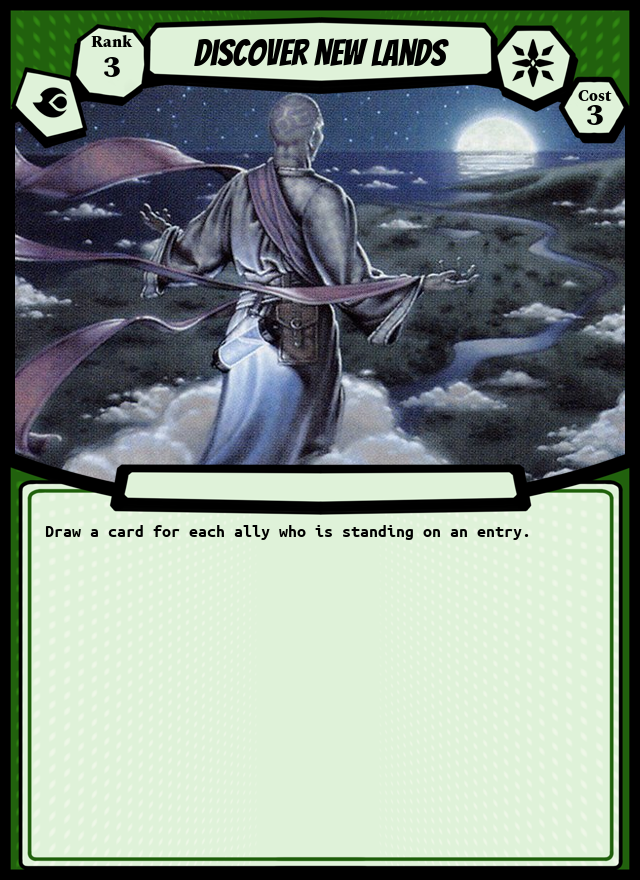 Rank
3
DISCOVER NEW LANDS
Cost
3
Draw a card for each ally who is standing on an entry.